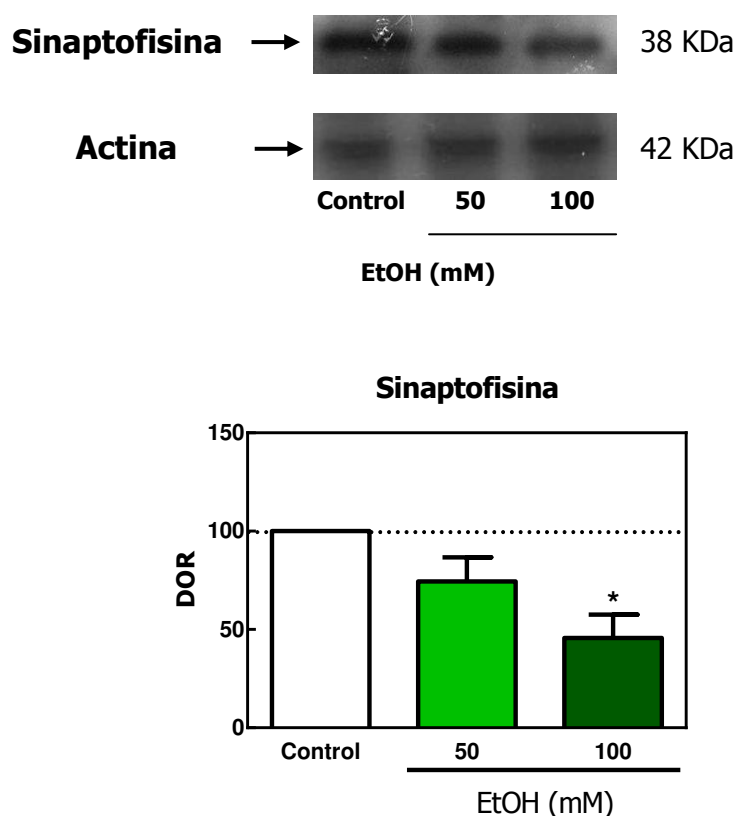 Sinaptofisina 38 KDa
Actina 42 KDa
Control 50 100
EtOH (mM)
Sinaptofisina
150
100
50
0
DOR
*
Control 50 100
EtOH (mM)